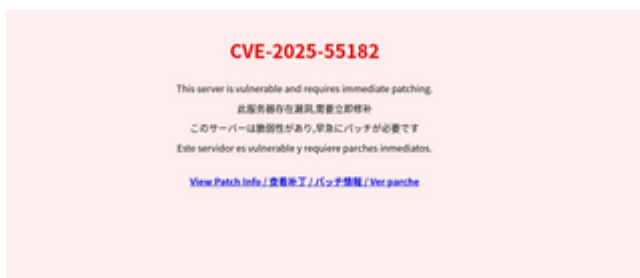 CVE-2025-55182
This server is vulnerable and requires immediate patching.
此服务器存在漏洞,需要立即修补
このサーバーは脆弱性があり,早急にパッチが必要です
Este servidor es vulnerable y requiere parches inmediatos.
View Patch Info / 查看补丁 / パッチ情報 / Ver parche